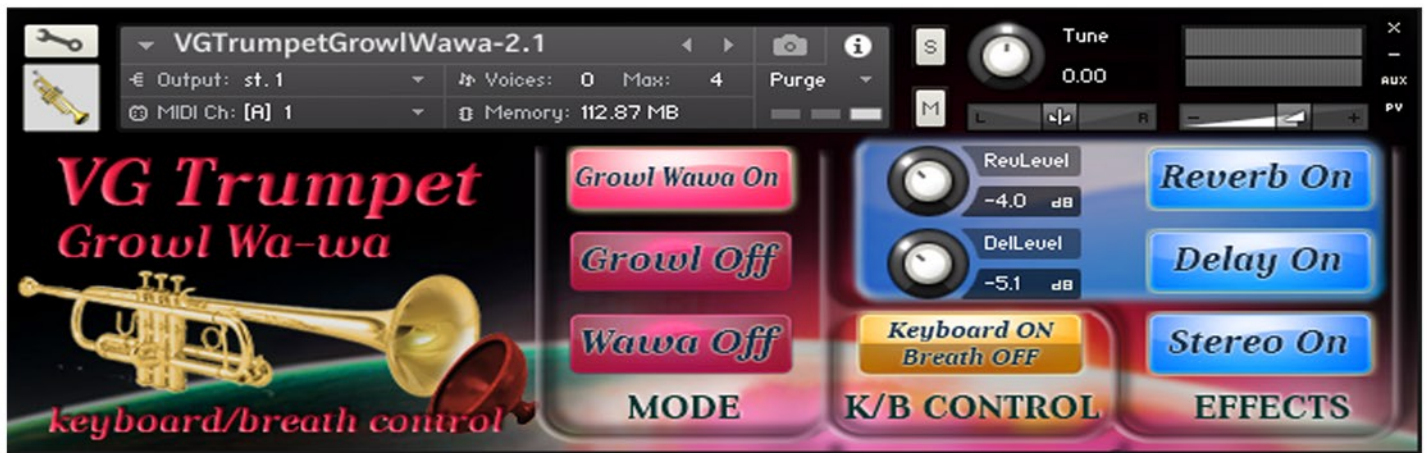 VGTrumpetGrowlWawa-2.1
Output: st. 1
Voices: 0 Max: 4
Purge
MIDI Ch: [A] 1
Memory: 112.87 MB
S
M
Tune
0.00
L R
- +
×
–
AUX
PV
VG Trumpet
Growl Wa-wa
keyboard/breath control
Growl Wawa On
Growl Off
Wawa Off
MODE
RevLevel
-4.0 dB
DelLevel
-5.1 dB
Keyboard ON
Breath OFF
K/B CONTROL
Reverb On
Delay On
Stereo On
EFFECTS